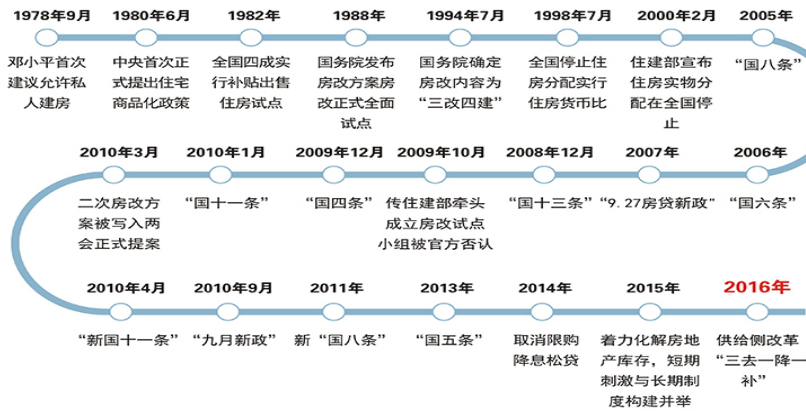 1978年9月
邓小平首次
建议允许私
人建房
1980年6月
中央首次正
式提出住宅
商品化政策
1982年
全国四成实
行补贴出售
住房试点
1988年
国务院发布
房改方案房
改正式全面
试点
1994年7月
国务院确定
房改内容为
“三改四建”
1998年7月
全国停止住
房分配实行
住房货币比
2000年2月
住建部宣布
住房实物分
配在全国停
止
2005年
“国八条”
2006年
“国六条”
2007年
“9.27房贷新政"
2008年12月
“国十三条”
2009年10月
传住建部牵头
成立房改试点
小组被官方否认
2009年12月
“国四条”
2010年1月
“国十一条”
2010年3月
二次房改方
案被写入两
会正式提案
2010年4月
“新国十一条”
2010年9月
“九月新政”
2011年
新“国八条”
2013年
“国五条”
2014年
取消限购
降息松贷
2015年
着力化解房地
产库存，短期
刺激与长期制
度构建并举
2016年
供给侧改革
“三去一降一
补”